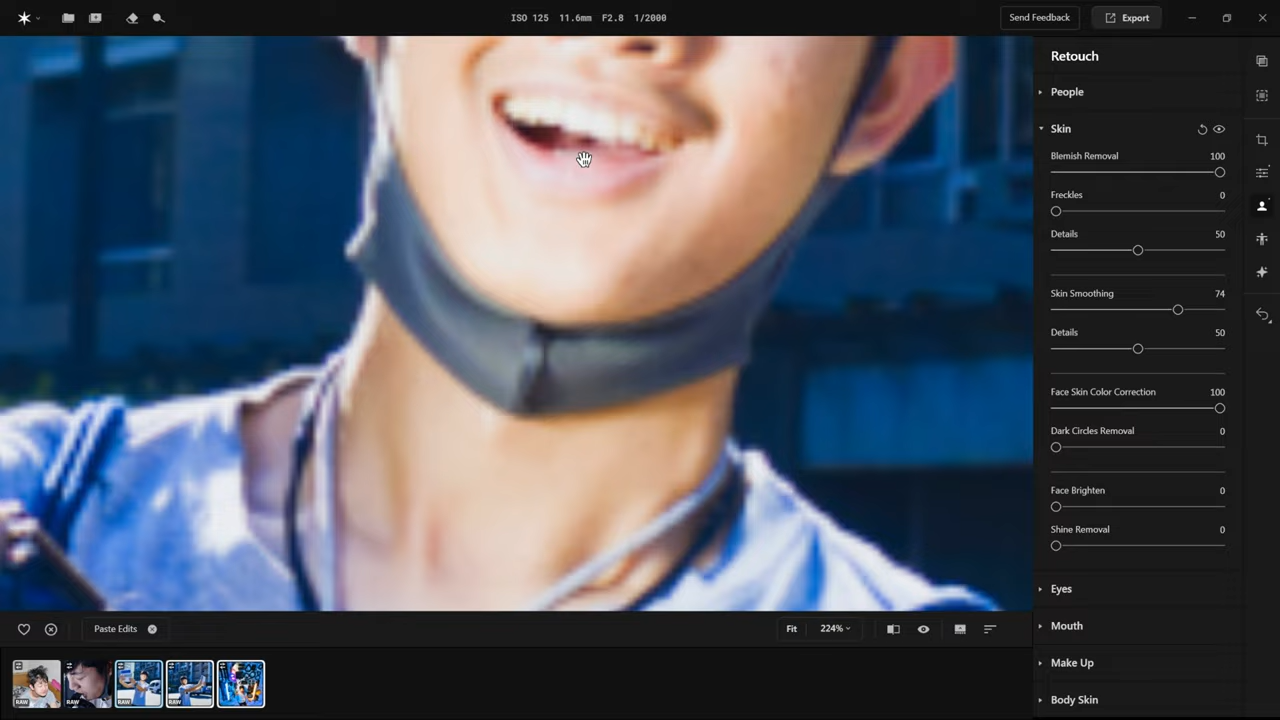 ISO 125 11.6mm F2.8 1/2000
Send Feedback
Export
Retouch
People
Skin
Blemish Removal 100
Freckles 0
Details 50
Skin Smoothing 74
Details 50
Face Skin Color Correction 100
Dark Circles Removal 0
Face Brighten 0
Shine Removal 0
Eyes
Mouth
Make Up
Body Skin
Paste Edits
Fit 224%
RAW
RAW
RAW
RAW